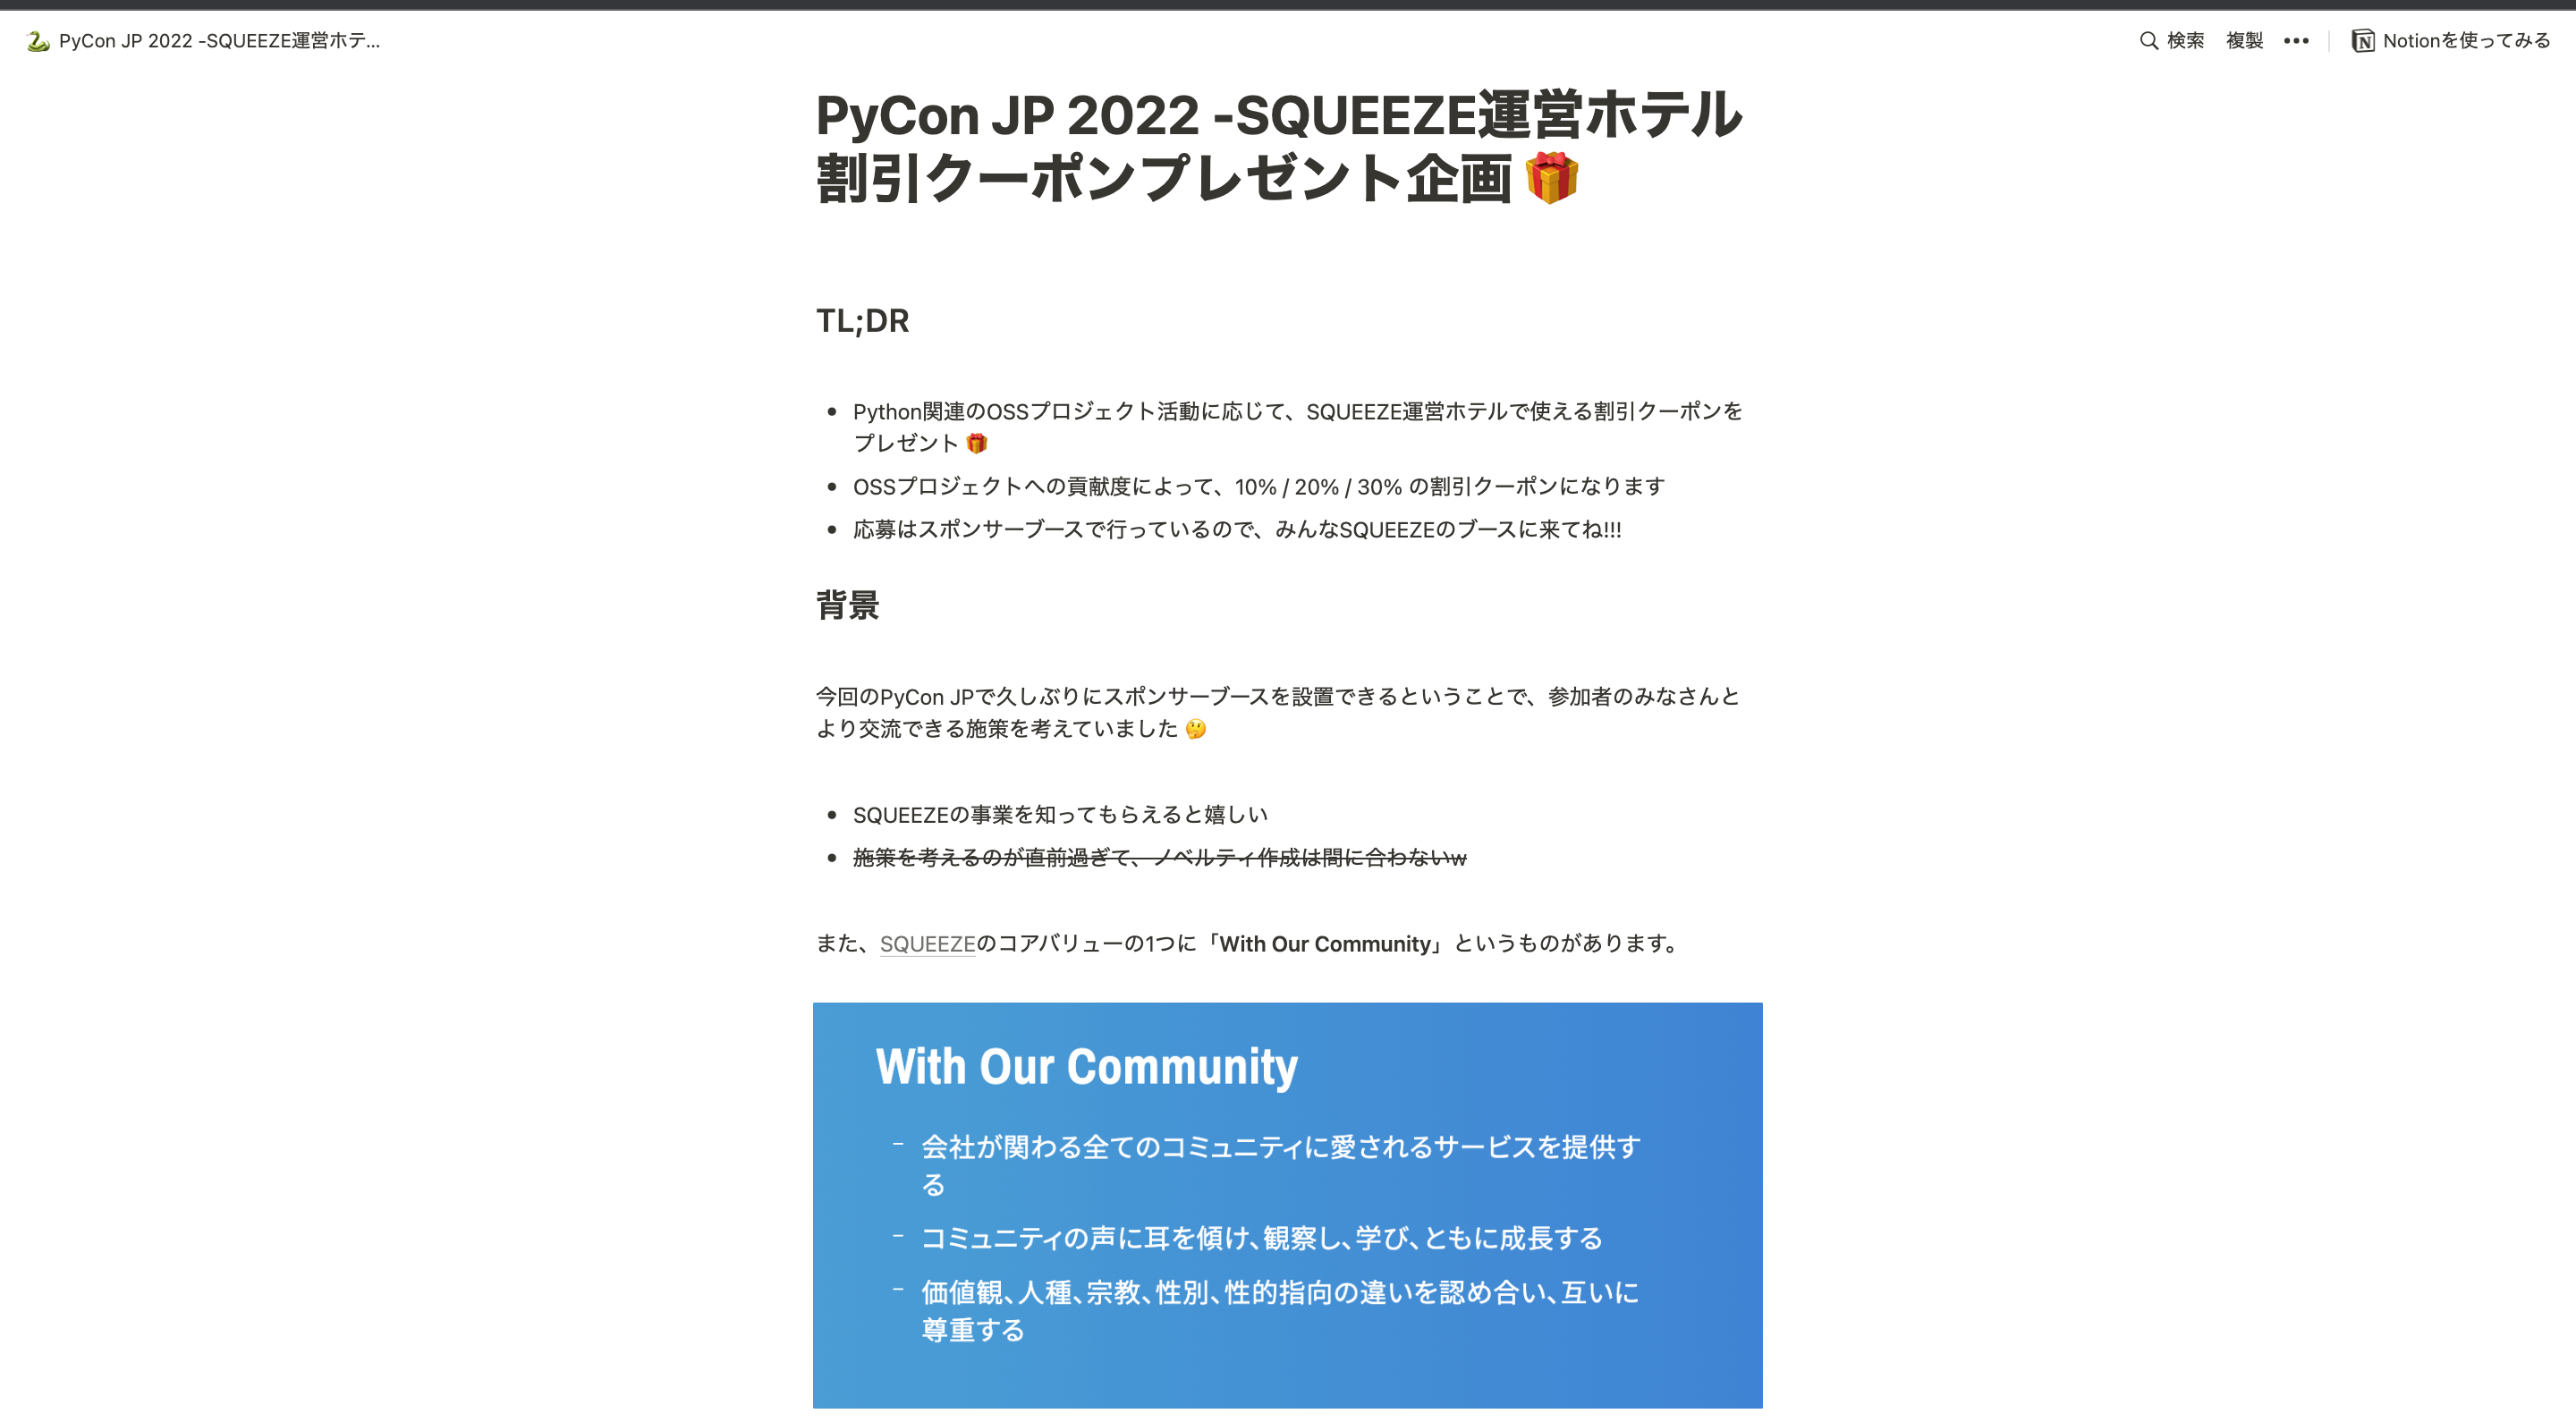 PyCon JP 2022 -SQUEEZE運営ホテ...
検索 複製 ••• Notionを使ってみる
PyCon JP 2022 -SQUEEZE運営ホテル
割引クーポンプレゼント企画 🎁
TL;DR
• Python関連のOSSプロジェクト活動に応じて、SQUEEZE運営ホテルで使える割引クーポンを
プレゼント 🎁
• OSSプロジェクトへの貢献度によって、10% / 20% / 30% の割引クーポンになります
• 応募はスポンサーブースで行っているので、みんなSQUEEZEのブースに来てね!!!
背景
今回のPyCon JPで久しぶりにスポンサーブースを設置できるということで、参加者のみなさんと
より交流できる施策を考えていました 🤔
• SQUEEZEの事業を知ってもらえると嬉しい
• 施策を考えるのが直前過ぎて、ノベルティ作成は間に合わないw
また、SQUEEZEのコアバリューの1つに「With Our Community」というものがあります。
With Our Community
- 会社が関わる全てのコミュニティに愛されるサービスを提供す
る
- コミュニティの声に耳を傾け、観察し、学び、ともに成長する
- 価値観、人種、宗教、性別、性的指向の違いを認め合い、互いに
尊重する